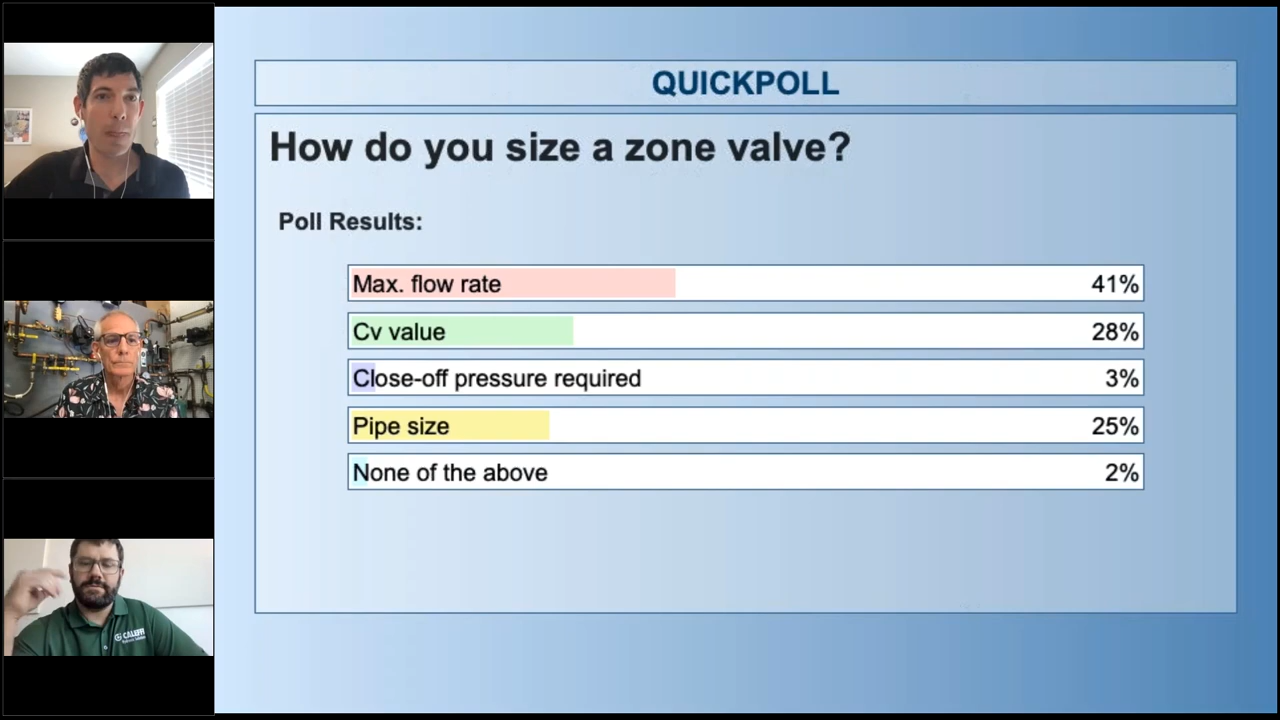 QUICKPOLL
How do you size a zone valve?
Poll Results:
Max. flow rate 41%
Cv value 28%
Close-off pressure required 3%
Pipe size 25%
None of the above 2%
CALEFFI